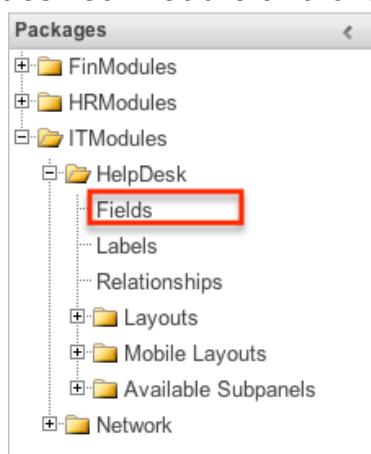 Packages
FinModules
HRModules
ITModules
HelpDesk
Fields
Labels
Relationships
Layouts
Mobile Layouts
Available Subpanels
Network